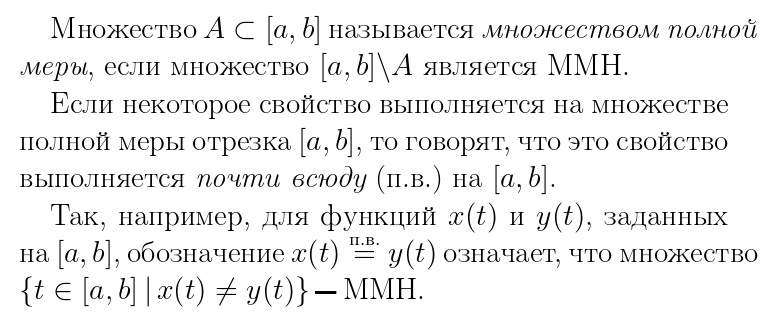 Множество A ⊂ [a, b] называется множеством полной
меры, если множество [a, b]\A является ММН.
Если некоторое свойство выполняется на множестве
полной меры отрезка [a, b], то говорят, что это свойство
выполняется почти всюду (п.в.) на [a, b].
Так, например, для функций x(t) и y(t), заданных
на [a, b], обозначение x(t) п.в.= y(t) означает, что множество
{t ∈ [a, b] | x(t) ≠ y(t)} — ММН.